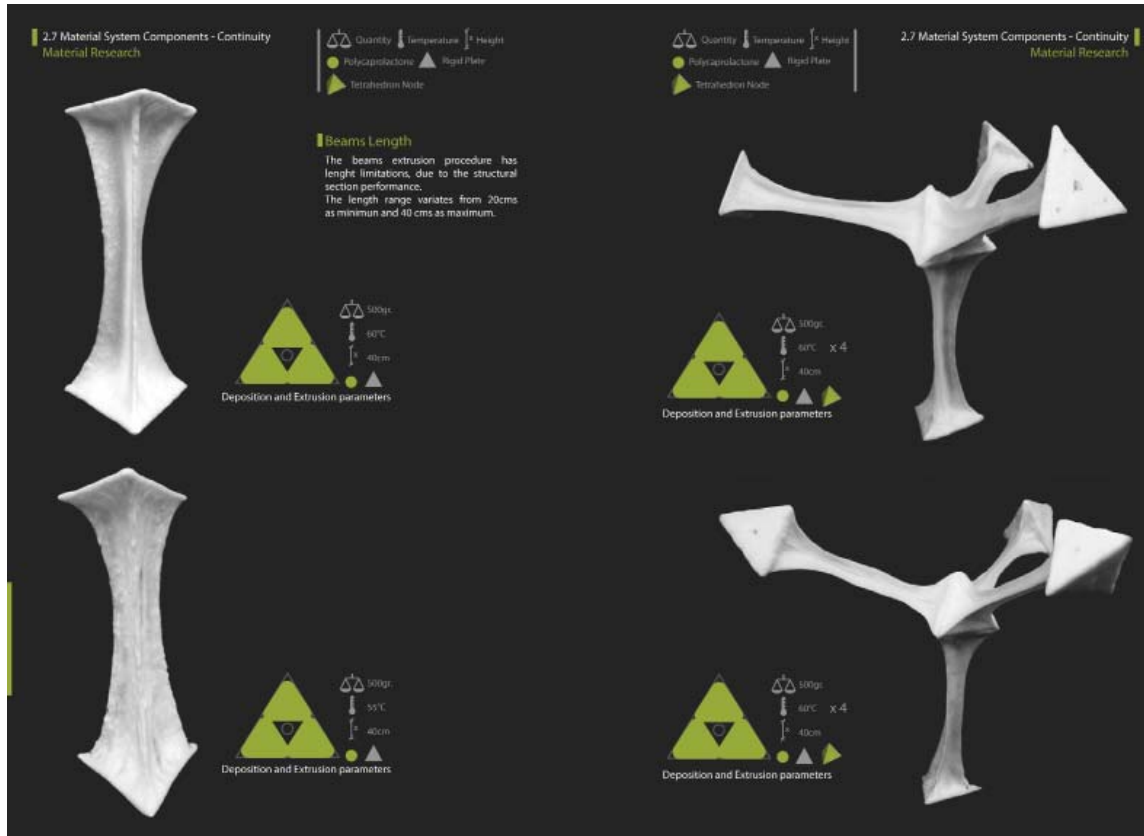 2.7 Material System Components - Continuity
Material Research
Quantity Temperature x Height
Polycaprolactone Rigid Plate
Tetrahedron Node
Beams Length
The beams extrusion procedure has
lenght limitations, due to the structural
section performance.
The length range variates from 20cms
as minimun and 40 cms as maximum.
500gr.
60°C
x 40cm
Deposition and Extrusion parameters
500gr.
55°C
x 40cm
Deposition and Extrusion parameters
Quantity Temperature x Height
Polycaprolactone Rigid Plate
Tetrahedron Node
2.7 Material System Components - Continuity
Material Research
500gr.
60°C x 4
x 40cm
Deposition and Extrusion parameters
500gr.
60°C x 4
x 40cm
Deposition and Extrusion parameters